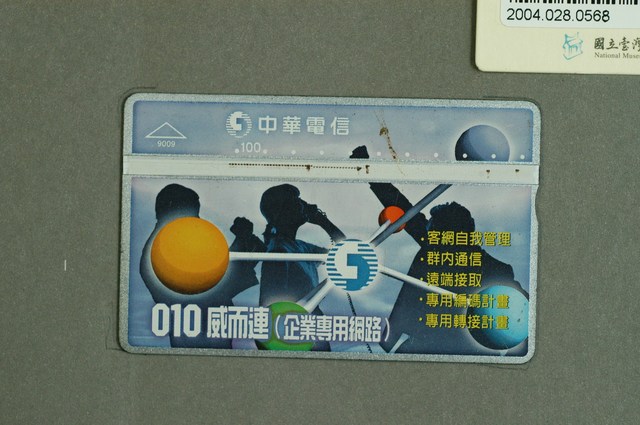 2004.028.0568
國立臺灣
National Muse
中華電信
100
9009
·客網自我管理
·群內通信
·遠端接取
·專用編碼計畫
·專用轉接計畫
010 威而連(企業專用網路)